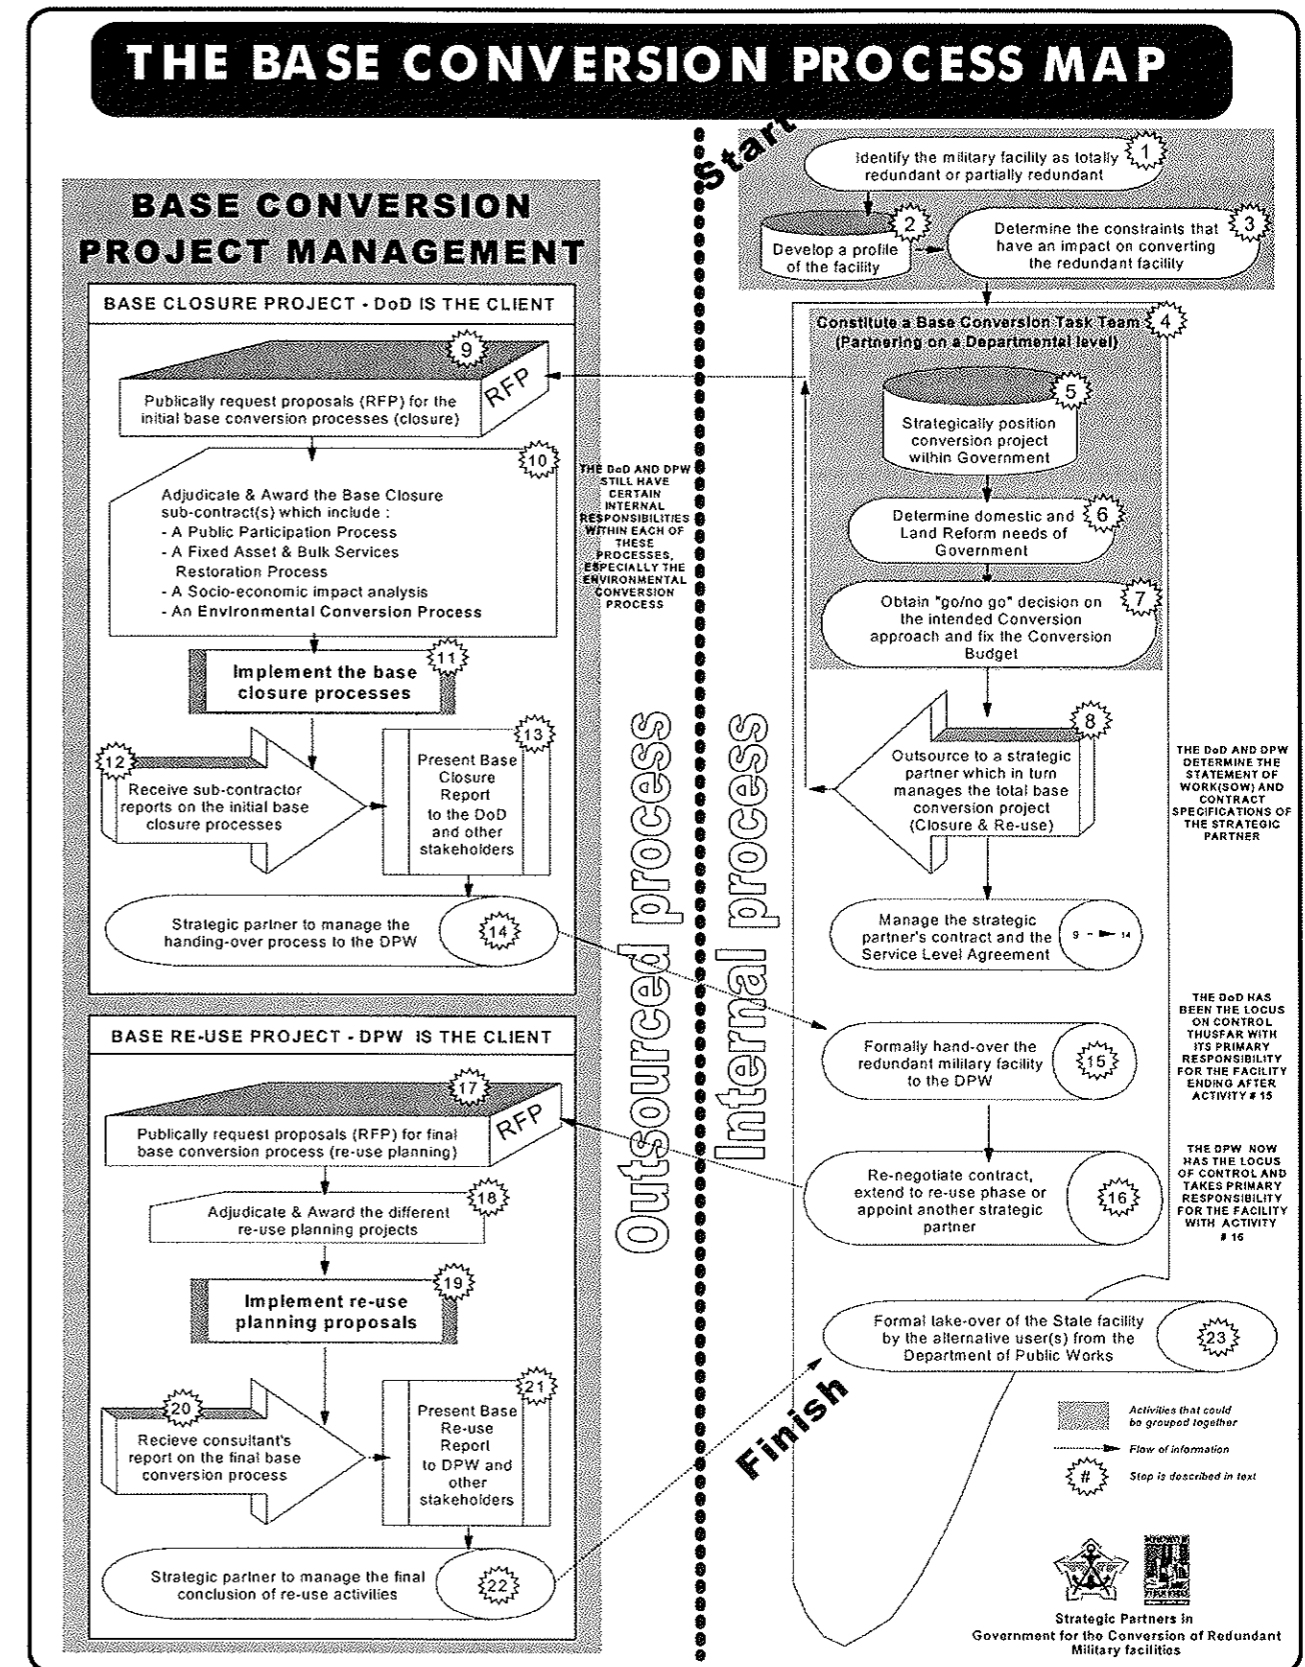 THE BASE CONVERSION PROCESS MAP
Start
1
Identify the military facility as totally
redundant or partially redundant
2
Develop a profile
of the facility
3
Determine the constraints that
have an impact on converting
the redundant facility
4
Constitute a Base Conversion Task Team
(Partnering on a Departmental level)
5
Strategically position
conversion project
within Government
6
Determine domestic and
Land Reform needs of
Government
7
Obtain "go/no go" decision on
the intended Conversion
approach and fix the Conversion
Budget
8
Outsource to a strategic
partner which in turn
manages the total base
conversion project
(Closure & Re-use)
THE DoD AND DPW
DETERMINE THE
STATEMENT OF
WORK(SOW) AND
CONTRACT
SPECIFICATIONS OF
THE STRATEGIC
PARTNER
Manage the strategic
partner's contract and the
Service Level Agreement
9 - 14
BASE CONVERSION
PROJECT MANAGEMENT
BASE CLOSURE PROJECT - DoD IS THE CLIENT
9
RFP
Publically request proposals (RFP) for the
initial base conversion processes (closure)
10
Adjudicate & Award the Base Closure
sub-contract(s) which include :
- A Public Participation Process
- A Fixed Asset & Bulk Services
Restoration Process
- A Socio-economic impact analysis
- An Environmental Conversion Process
THE DoD AND DPW
STILL HAVE
CERTAIN
INTERNAL
RESPONSIBILITIES
WITHIN EACH OF
THESE
PROCESSES,
ESPECIALLY THE
ENVIRONMENTAL
CONVERSION
PROCESS
11
Implement the base
closure processes
12
Receive sub-contractor
reports on the initial base
closure processes
13
Present Base
Closure
Report
to the DoD
and other
stakeholders
Strategic partner to manage the
handing-over process to the DPW
14
Outsourced process
Internal process
Formally hand-over the
redundant military facility
to the DPW
15
THE DoD HAS
BEEN THE LOCUS
ON CONTROL
THUSFAR WITH
ITS PRIMARY
RESPONSIBILITY
FOR THE FACILITY
ENDING AFTER
ACTIVITY # 15
Re-negotiate contract,
extend to re-use phase or
appoint another strategic
partner
16
THE DPW NOW
HAS THE LOCUS
OF CONTROL AND
TAKES PRIMARY
RESPONSIBILITY
FOR THE FACILITY
WITH ACTIVITY
# 16
BASE RE-USE PROJECT - DPW IS THE CLIENT
17
RFP
Publically request proposals (RFP) for final
base conversion process (re-use planning)
18
Adjudicate & Award the different
re-use planning projects
19
Implement re-use
planning proposals
20
Recieve consultant's
report on the final base
conversion process
21
Present Base
Re-use
Report
to DPW and
other
stakeholders
Strategic partner to manage the final
conclusion of re-use activities
22
Finish
Formal take-over of the State facility
by the alternative user(s) from the
Department of Public Works
23
Activities that could
be grouped together
Flow of information
#
Step is described in text
Strategic Partners in
Government for the Conversion of Redundant
Military facilities